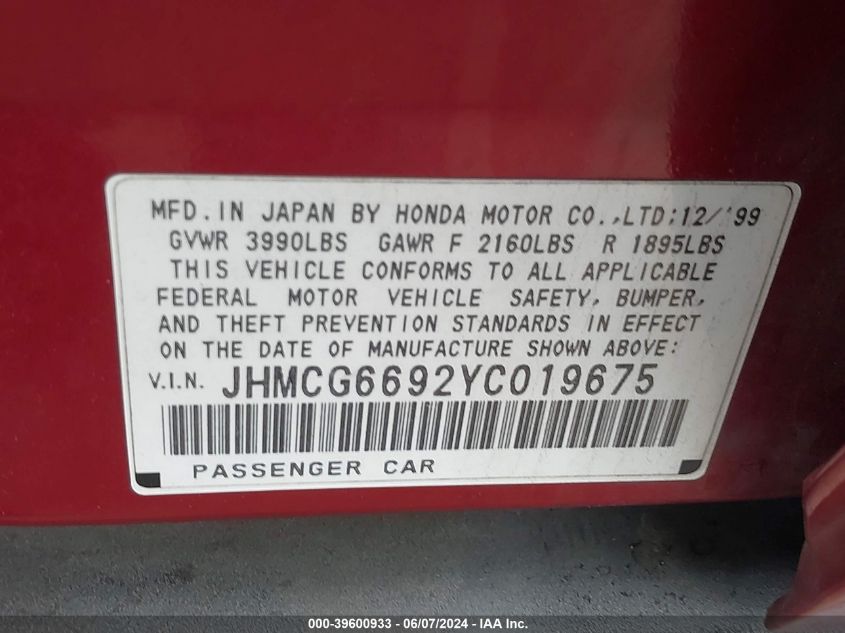 MFD. IN JAPAN BY HONDA MOTOR CO., LTD: 12/'99
GVWR 3990LBS GAWR F 2160LBS R 1895LBS
THIS VEHICLE CONFORMS TO ALL APPLICABLE
FEDERAL MOTOR VEHICLE SAFETY, BUMPER,
AND THEFT PREVENTION STANDARDS IN EFFECT
ON THE DATE OF MANUFACTURE SHOWN ABOVE:
V.I.N. JHMCG6692YC019675
PASSENGER CAR
000-39600933 - 06/07/2024 - IAA Inc.